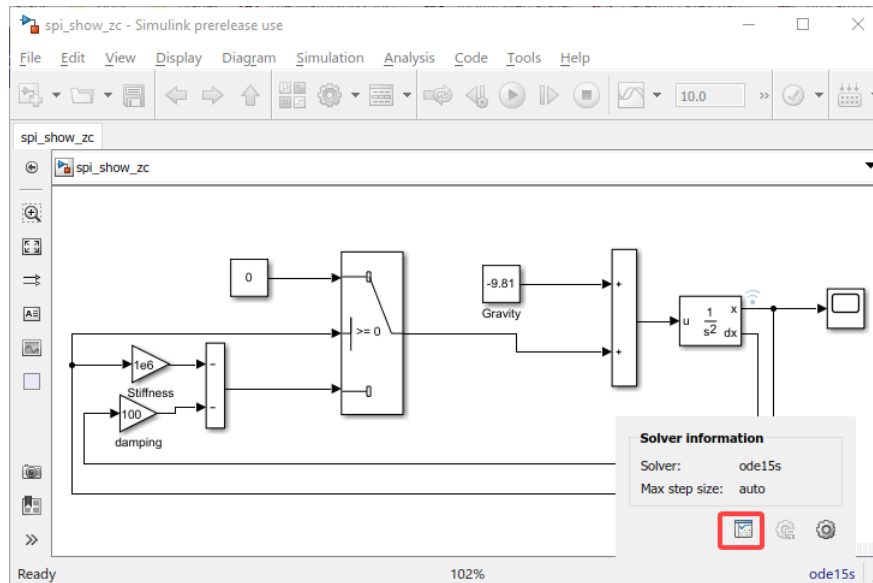 spi_show_zc - Simulink prerelease use
File Edit View Display Diagram Simulation Analysis Code Tools Help
10.0 »
spi_show_zc
spi_show_zc
0
-9.81
Gravity
+
+
>= 0
u 1 x
s2 dx
1e6
Stiffness
100
damping
-
-
Solver information
Solver: ode15s
Max step size: auto
Ready 102% ode15s